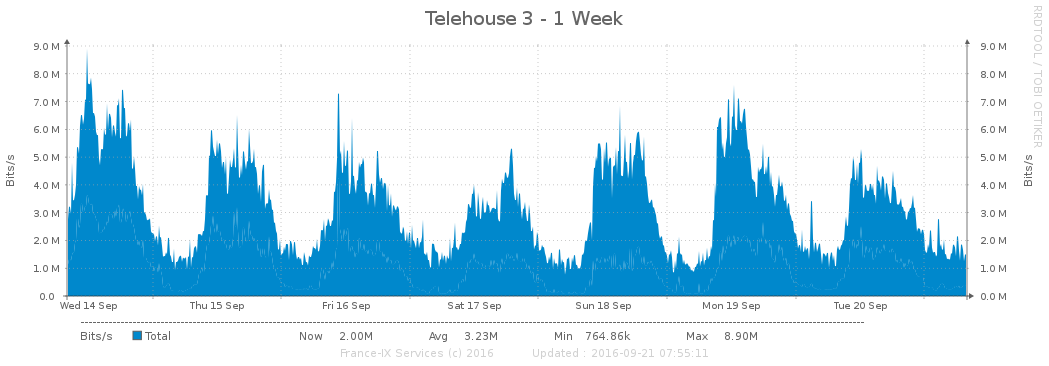 Telehouse 3 - 1 Week
RRDTOOL / TOBI OETIKER
Bits/s
9.0 M 9.0 M
8.0 M 8.0 M
7.0 M 7.0 M
6.0 M 6.0 M
5.0 M 5.0 M
4.0 M 4.0 M
3.0 M 3.0 M
2.0 M 2.0 M
1.0 M 1.0 M
0.0 0.0 M
Bits/s
Wed 14 Sep Thu 15 Sep Fri 16 Sep Sat 17 Sep Sun 18 Sep Mon 19 Sep Tue 20 Sep
Bits/s Total Now 2.00M Avg 3.23M Min 764.86k Max 8.90M
France-IX Services (c) 2016 Updated : 2016-09-21 07:55:11